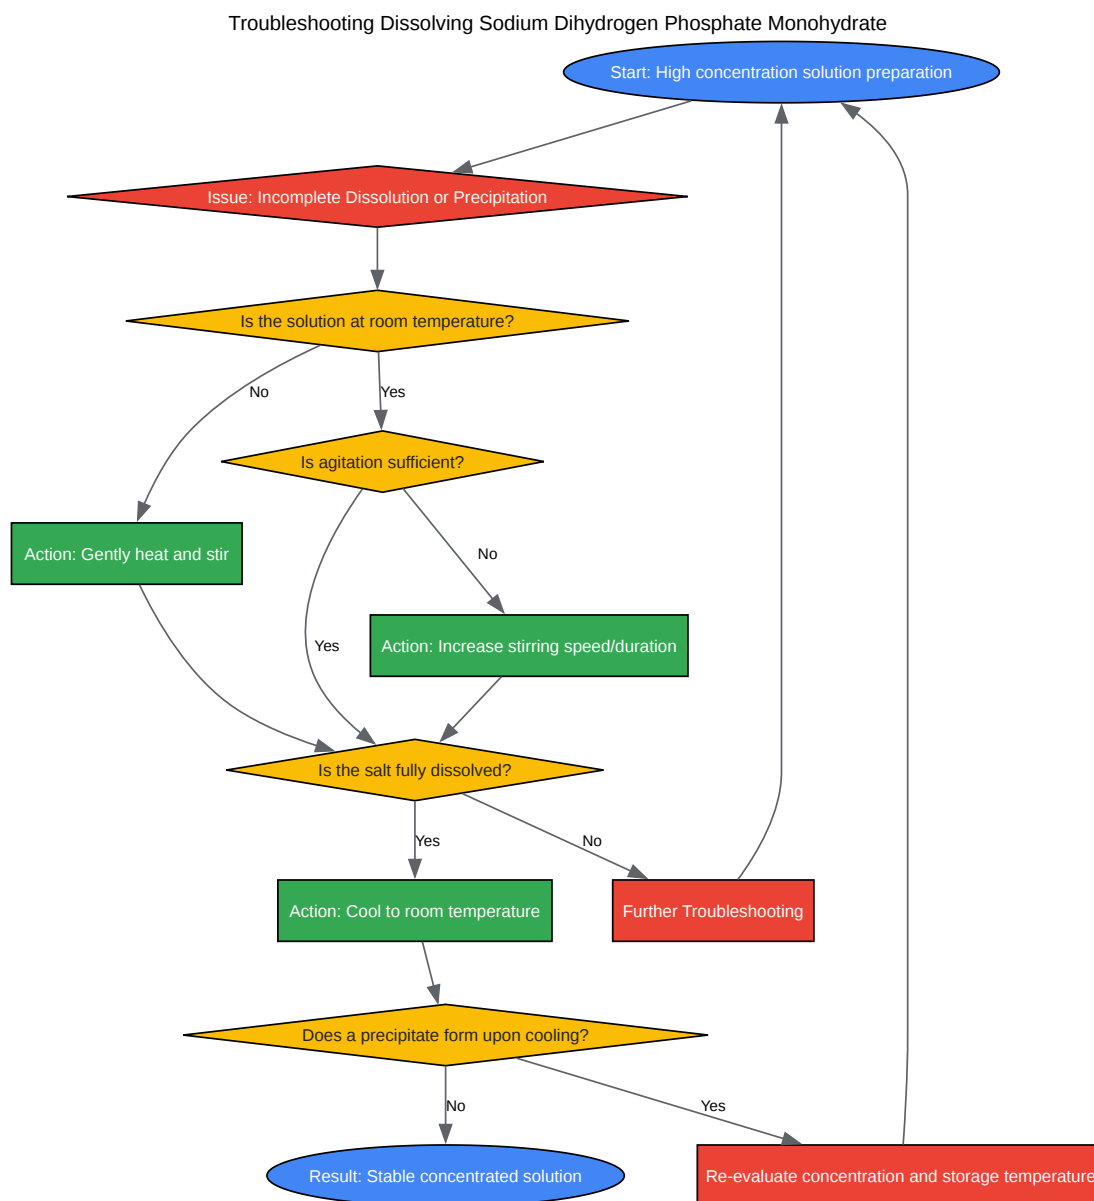 Troubleshooting Dissolving Sodium Dihydrogen Phosphate Monohydrate
Start: High concentration solution preparation
Issue: Incomplete Dissolution or Precipitation
Is the solution at room temperature?
No
Yes
Is agitation sufficient?
Action: Gently heat and stir
No
Yes
Action: Increase stirring speed/duration
Is the salt fully dissolved?
Yes
No
Action: Cool to room temperature
Further Troubleshooting
Does a precipitate form upon cooling?
No
Yes
Result: Stable concentrated solution
Re-evaluate concentration and storage temperature